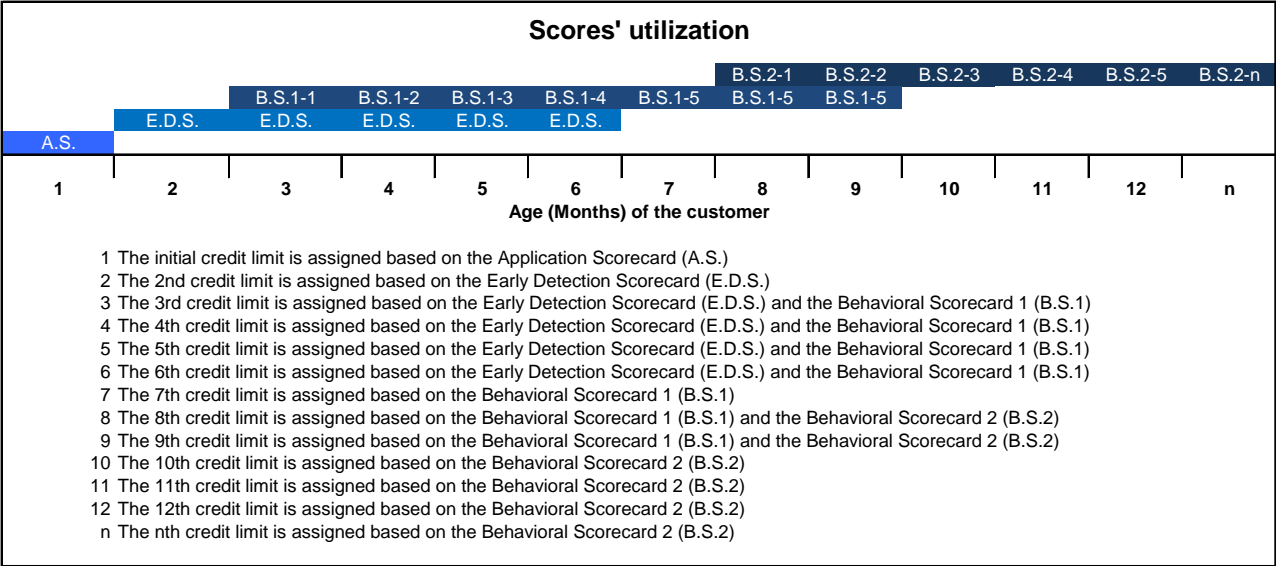 Scores' utilization
B.S.2-1 B.S.2-2 B.S.2-3 B.S.2-4 B.S.2-5 B.S.2-n
B.S.1-1 B.S.1-2 B.S.1-3 B.S.1-4 B.S.1-5 B.S.1-5 B.S.1-5
E.D.S. E.D.S. E.D.S. E.D.S. E.D.S.
A.S.
1 2 3 4 5 6 7 8 9 10 11 12 n
Age (Months) of the customer
1 The initial credit limit is assigned based on the Application Scorecard (A.S.)
2 The 2nd credit limit is assigned based on the Early Detection Scorecard (E.D.S.)
3 The 3rd credit limit is assigned based on the Early Detection Scorecard (E.D.S.) and the Behavioral Scorecard 1 (B.S.1)
4 The 4th credit limit is assigned based on the Early Detection Scorecard (E.D.S.) and the Behavioral Scorecard 1 (B.S.1)
5 The 5th credit limit is assigned based on the Early Detection Scorecard (E.D.S.) and the Behavioral Scorecard 1 (B.S.1)
6 The 6th credit limit is assigned based on the Early Detection Scorecard (E.D.S.) and the Behavioral Scorecard 1 (B.S.1)
7 The 7th credit limit is assigned based on the Behavioral Scorecard 1 (B.S.1)
8 The 8th credit limit is assigned based on the Behavioral Scorecard 1 (B.S.1) and the Behavioral Scorecard 2 (B.S.2)
9 The 9th credit limit is assigned based on the Behavioral Scorecard 1 (B.S.1) and the Behavioral Scorecard 2 (B.S.2)
10 The 10th credit limit is assigned based on the Behavioral Scorecard 2 (B.S.2)
11 The 11th credit limit is assigned based on the Behavioral Scorecard 2 (B.S.2)
12 The 12th credit limit is assigned based on the Behavioral Scorecard 2 (B.S.2)
n The nth credit limit is assigned based on the Behavioral Scorecard 2 (B.S.2)